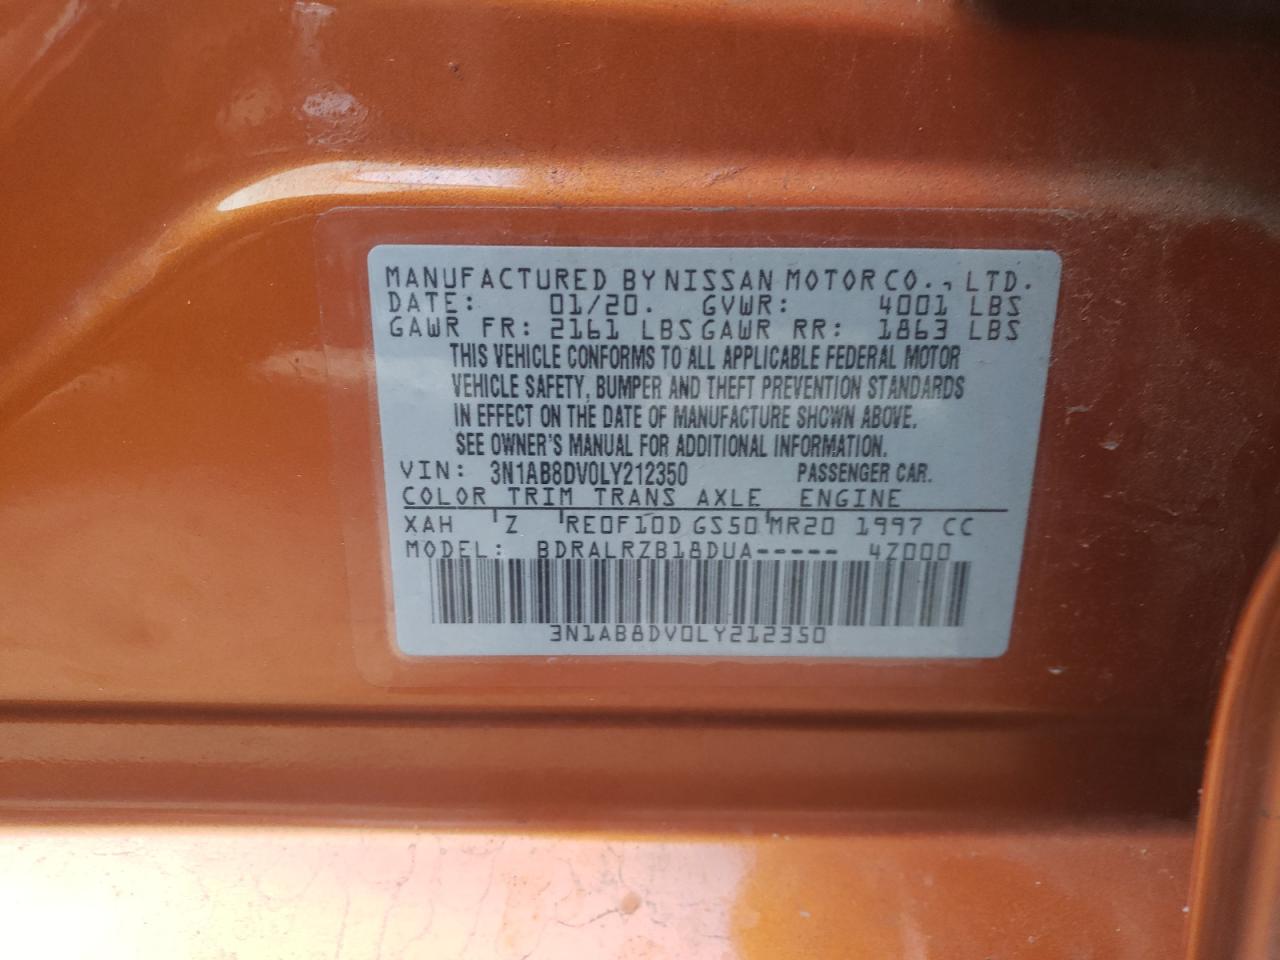 MANUFACTURED BY NISSAN MOTOR CO., LTD.
DATE: 01/20. GVWR: 4001 LBS
GAWR FR: 2161 LBS GAWR RR: 1863 LBS
THIS VEHICLE CONFORMS TO ALL APPLICABLE FEDERAL MOTOR
VEHICLE SAFETY, BUMPER AND THEFT PREVENTION STANDARDS
IN EFFECT ON THE DATE OF MANUFACTURE SHOWN ABOVE.
SEE OWNER'S MANUAL FOR ADDITIONAL INFORMATION.
VIN: 3N1AB8DV0LY212350 PASSENGER CAR.
COLOR TRIM TRANS AXLE ENGINE
XAH Z RE0F10D GS50 MR20 1997 CC
MODEL: BDRALRZB18DUA----- 4Z000
3N1AB8DV0LY212350